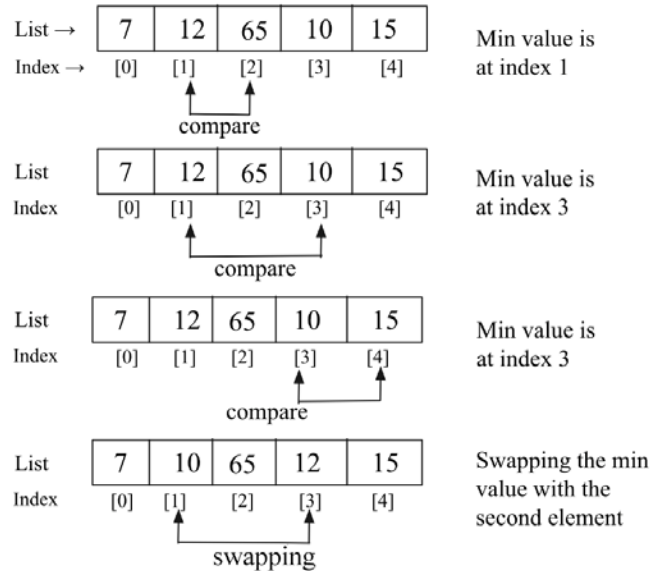 List → 7 12 65 10 15 Min value is
Index → [0] [1] [2] [3] [4] at index 1
compare
List 7 12 65 10 15 Min value is
Index [0] [1] [2] [3] [4] at index 3
compare
List 7 12 65 10 15 Min value is
Index [0] [1] [2] [3] [4] at index 3
compare
List 7 10 65 12 15 Swapping the min
Index [0] [1] [2] [3] [4] value with the
second element
swapping